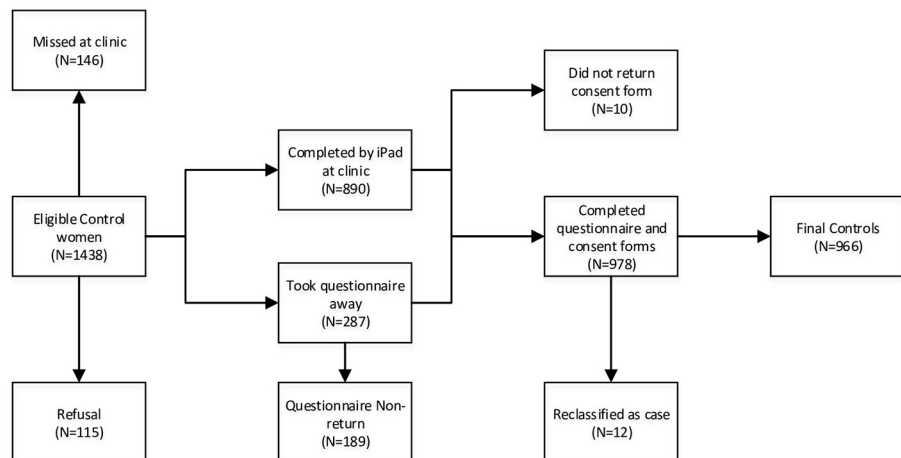 Missed at clinic
(N=146)
Did not return
consent form
(N=10)
Completed by iPad
at clinic
(N=890)
Eligible Control
women
(N=1438)
Completed
questionnaire and
consent forms
(N=978)
Final Controls
(N=966)
Took questionnaire
away
(N=287)
Refusal
(N=115)
Questionnaire Non-
return
(N=189)
Reclassified as case
(N=12)